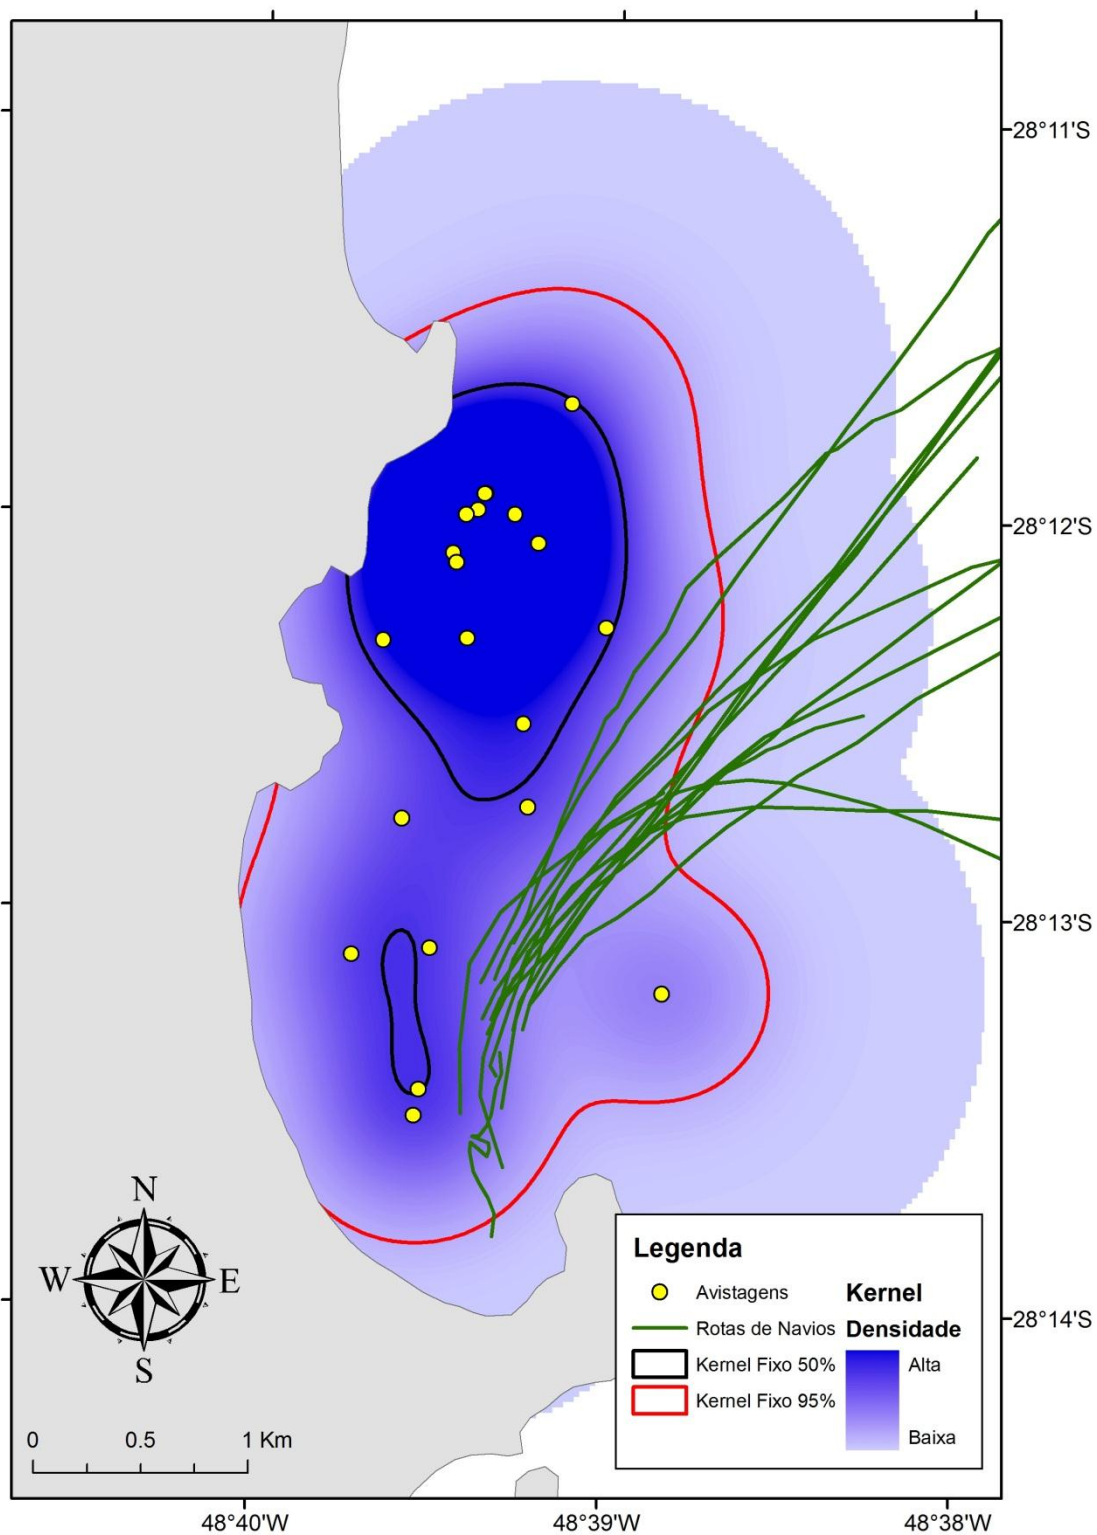 28°11'S
28°12'S
28°13'S
28°14'S
N
W E
S
0 0.5 1 Km
Legenda
Avistagens
Rotas de Navios
Kernel Fixo 50%
Kernel Fixo 95%
Kernel
Densidade
Alta
Baixa
48°40'W 48°39'W 48°38'W